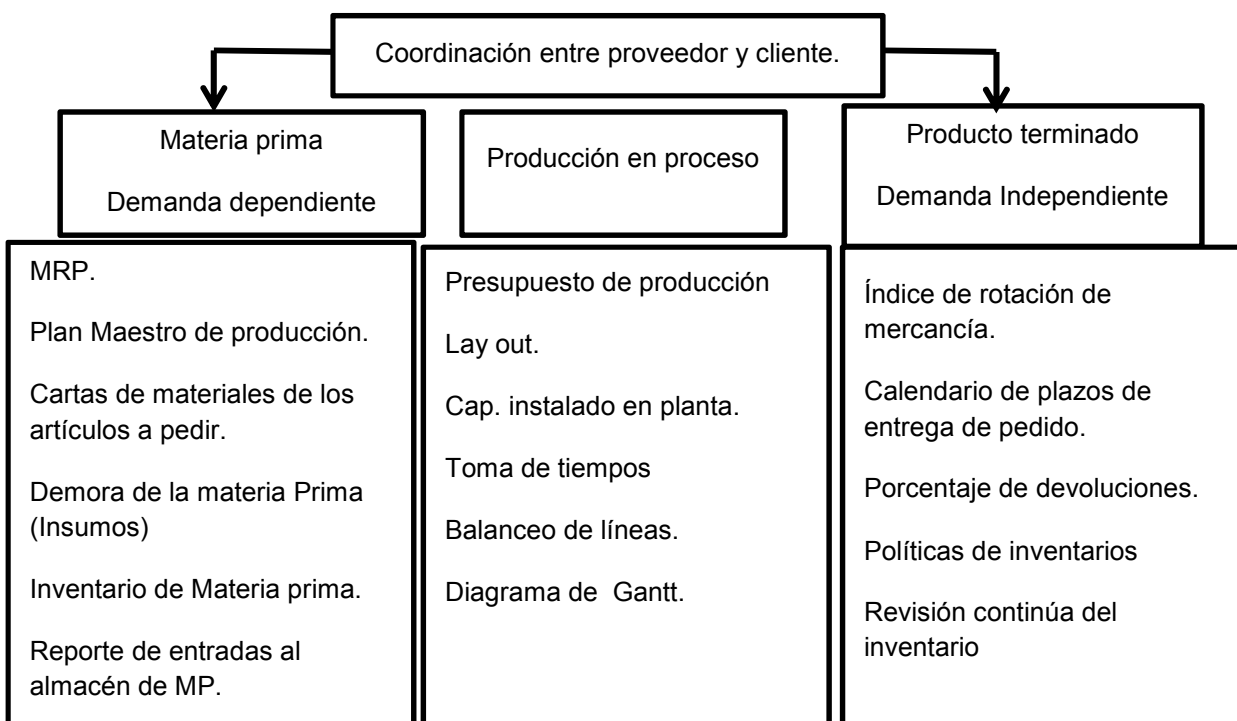 Coordinación entre proveedor y cliente.
Materia prima
Demanda dependiente
Producción en proceso
Producto terminado
Demanda Independiente
MRP.
Plan Maestro de producción.
Cartas de materiales de los
artículos a pedir.
Demora de la materia Prima
(Insumos)
Inventario de Materia prima.
Reporte de entradas al
almacén de MP.
Presupuesto de producción
Lay out.
Cap. instalado en planta.
Toma de tiempos
Balanceo de líneas.
Diagrama de  Gantt.
Índice de rotación de
mercancía.
Calendario de plazos de
entrega de pedido.
Porcentaje de devoluciones.
Políticas de inventarios
Revisión continúa del
inventario